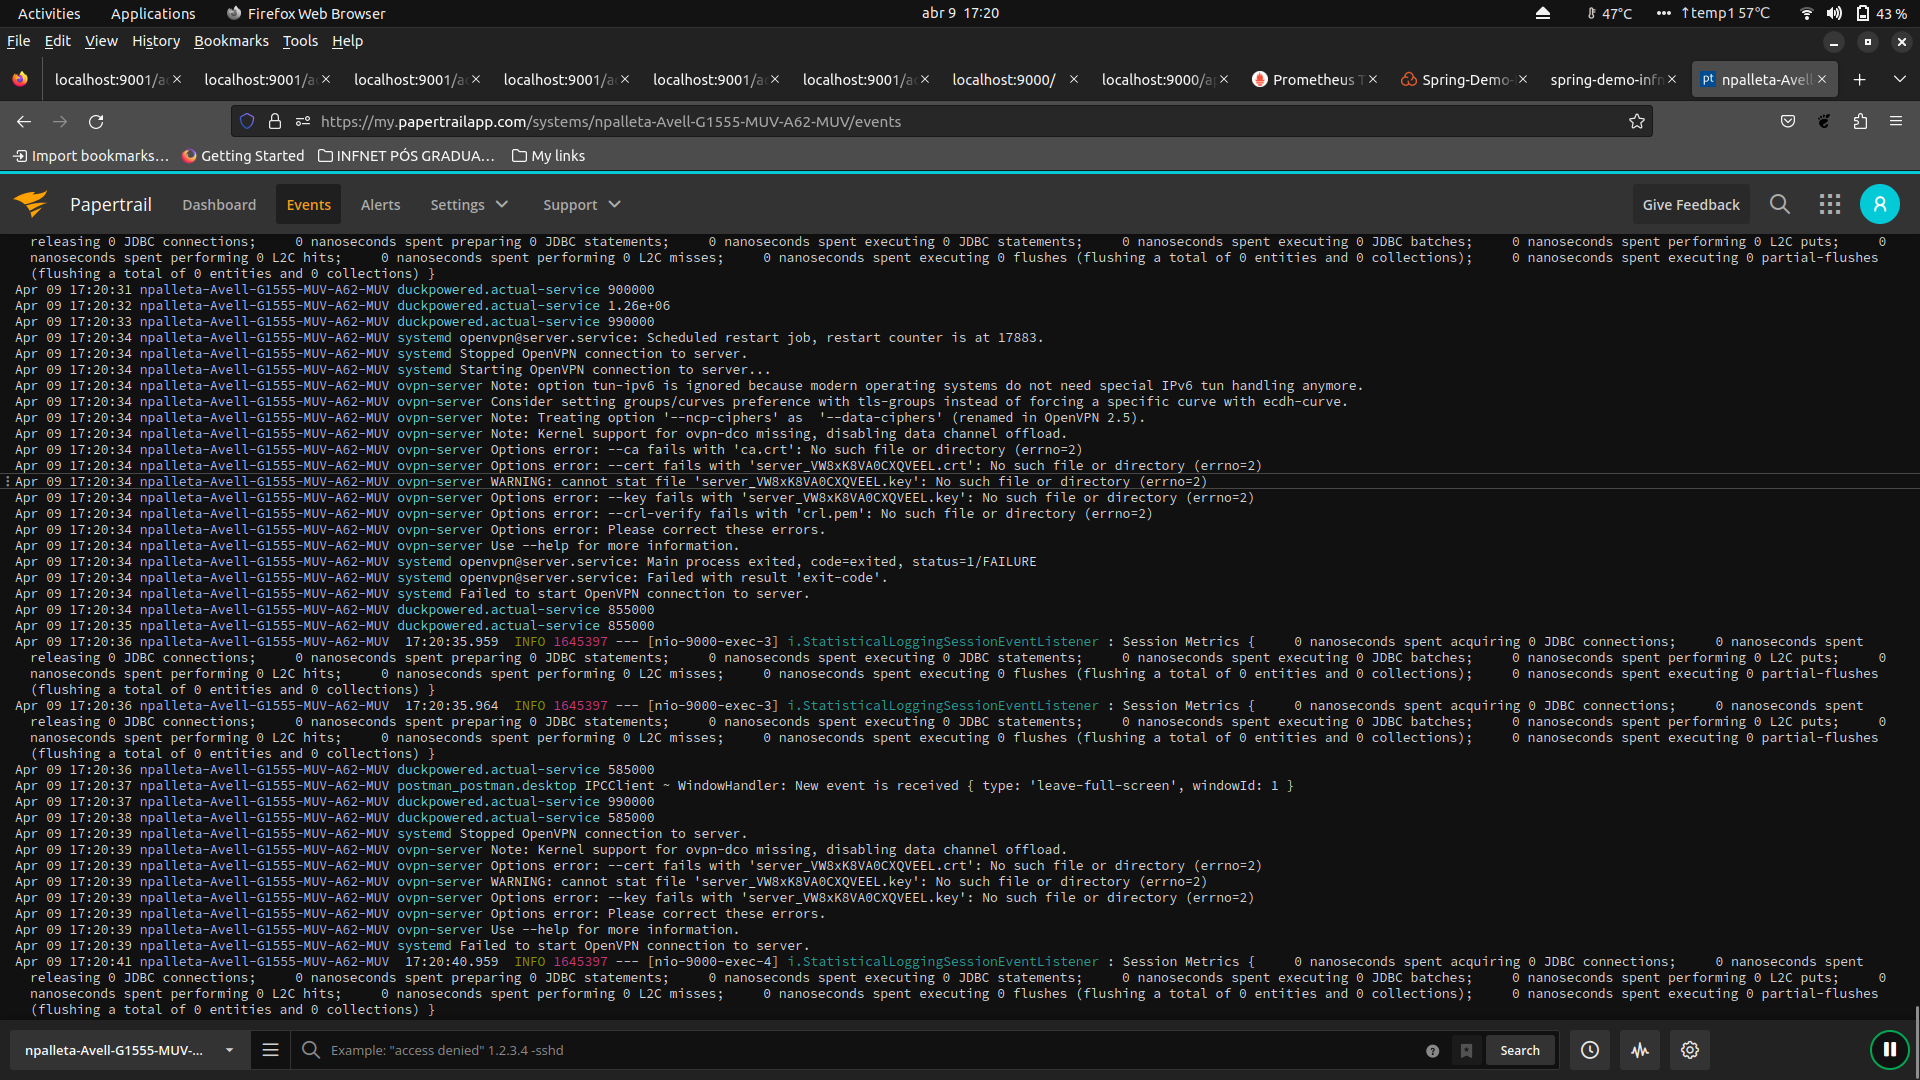 Activities Applications Firefox Web Browser abr 9 17:20 47°C ••• ↑temp1 57°C 43 %
File Edit View History Bookmarks Tools Help
localhost:9001/a localhost:9001/a localhost:9001/a localhost:9001/a localhost:9001/a localhost:9001/a localhost:9000/ localhost:9000/a Prometheus T Spring-Demo- spring-demo-infn pt npalleta-Avell
https://my.papertrailapp.com/systems/npalleta-Avell-G1555-MUV-A62-MUV/events
Import bookmarks... Getting Started INFNET PÓS GRADUA... My links
Papertrail Dashboard Events Alerts Settings Support Give Feedback
releasing 0 JDBC connections; 0 nanoseconds spent preparing 0 JDBC statements; 0 nanoseconds spent executing 0 JDBC statements; 0 nanoseconds spent executing 0 JDBC batches; 0 nanoseconds spent performing 0 L2C puts; 0
nanoseconds spent performing 0 L2C hits; 0 nanoseconds spent performing 0 L2C misses; 0 nanoseconds spent executing 0 flushes (flushing a total of 0 entities and 0 collections); 0 nanoseconds spent executing 0 partial-flushes
(flushing a total of 0 entities and 0 collections) }
Apr 09 17:20:31 npalleta-Avell-G1555-MUV-A62-MUV duckpowered.actual-service 900000
Apr 09 17:20:32 npalleta-Avell-G1555-MUV-A62-MUV duckpowered.actual-service 1.26e+06
Apr 09 17:20:33 npalleta-Avell-G1555-MUV-A62-MUV duckpowered.actual-service 990000
Apr 09 17:20:34 npalleta-Avell-G1555-MUV-A62-MUV systemd openvpn@server.service: Scheduled restart job, restart counter is at 17883.
Apr 09 17:20:34 npalleta-Avell-G1555-MUV-A62-MUV systemd Stopped OpenVPN connection to server.
Apr 09 17:20:34 npalleta-Avell-G1555-MUV-A62-MUV systemd Starting OpenVPN connection to server...
Apr 09 17:20:34 npalleta-Avell-G1555-MUV-A62-MUV ovpn-server Note: option tun-ipv6 is ignored because modern operating systems do not need special IPv6 tun handling anymore.
Apr 09 17:20:34 npalleta-Avell-G1555-MUV-A62-MUV ovpn-server Consider setting groups/curves preference with tls-groups instead of forcing a specific curve with ecdh-curve.
Apr 09 17:20:34 npalleta-Avell-G1555-MUV-A62-MUV ovpn-server Note: Treating option '--ncp-ciphers' as '--data-ciphers' (renamed in OpenVPN 2.5).
Apr 09 17:20:34 npalleta-Avell-G1555-MUV-A62-MUV ovpn-server Note: Kernel support for ovpn-dco missing, disabling data channel offload.
Apr 09 17:20:34 npalleta-Avell-G1555-MUV-A62-MUV ovpn-server Options error: --ca fails with 'ca.crt': No such file or directory (errno=2)
Apr 09 17:20:34 npalleta-Avell-G1555-MUV-A62-MUV ovpn-server Options error: --cert fails with 'server_VW8xK8VA0CXQVEEL.crt': No such file or directory (errno=2)
Apr 09 17:20:34 npalleta-Avell-G1555-MUV-A62-MUV ovpn-server WARNING: cannot stat file 'server_VW8xK8VA0CXQVEEL.key': No such file or directory (errno=2)
Apr 09 17:20:34 npalleta-Avell-G1555-MUV-A62-MUV ovpn-server Options error: --key fails with 'server_VW8xK8VA0CXQVEEL.key': No such file or directory (errno=2)
Apr 09 17:20:34 npalleta-Avell-G1555-MUV-A62-MUV ovpn-server Options error: --crl-verify fails with 'crl.pem': No such file or directory (errno=2)
Apr 09 17:20:34 npalleta-Avell-G1555-MUV-A62-MUV ovpn-server Options error: Please correct these errors.
Apr 09 17:20:34 npalleta-Avell-G1555-MUV-A62-MUV ovpn-server Use --help for more information.
Apr 09 17:20:34 npalleta-Avell-G1555-MUV-A62-MUV systemd openvpn@server.service: Main process exited, code=exited, status=1/FAILURE
Apr 09 17:20:34 npalleta-Avell-G1555-MUV-A62-MUV systemd openvpn@server.service: Failed with result 'exit-code'.
Apr 09 17:20:34 npalleta-Avell-G1555-MUV-A62-MUV systemd Failed to start OpenVPN connection to server.
Apr 09 17:20:34 npalleta-Avell-G1555-MUV-A62-MUV duckpowered.actual-service 855000
Apr 09 17:20:35 npalleta-Avell-G1555-MUV-A62-MUV duckpowered.actual-service 855000
Apr 09 17:20:36 npalleta-Avell-G1555-MUV-A62-MUV 17:20:35.959 INFO 1645397 --- [nio-9000-exec-3] i.StatisticalLoggingSessionEventListener : Session Metrics { 0 nanoseconds spent acquiring 0 JDBC connections; 0 nanoseconds spent
releasing 0 JDBC connections; 0 nanoseconds spent preparing 0 JDBC statements; 0 nanoseconds spent executing 0 JDBC statements; 0 nanoseconds spent executing 0 JDBC batches; 0 nanoseconds spent performing 0 L2C puts; 0
nanoseconds spent performing 0 L2C hits; 0 nanoseconds spent performing 0 L2C misses; 0 nanoseconds spent executing 0 flushes (flushing a total of 0 entities and 0 collections); 0 nanoseconds spent executing 0 partial-flushes
(flushing a total of 0 entities and 0 collections) }
Apr 09 17:20:36 npalleta-Avell-G1555-MUV-A62-MUV 17:20:35.964 INFO 1645397 --- [nio-9000-exec-3] i.StatisticalLoggingSessionEventListener : Session Metrics { 0 nanoseconds spent acquiring 0 JDBC connections; 0 nanoseconds spent
releasing 0 JDBC connections; 0 nanoseconds spent preparing 0 JDBC statements; 0 nanoseconds spent executing 0 JDBC statements; 0 nanoseconds spent executing 0 JDBC batches; 0 nanoseconds spent performing 0 L2C puts; 0
nanoseconds spent performing 0 L2C hits; 0 nanoseconds spent performing 0 L2C misses; 0 nanoseconds spent executing 0 flushes (flushing a total of 0 entities and 0 collections); 0 nanoseconds spent executing 0 partial-flushes
(flushing a total of 0 entities and 0 collections) }
Apr 09 17:20:36 npalleta-Avell-G1555-MUV-A62-MUV duckpowered.actual-service 585000
Apr 09 17:20:37 npalleta-Avell-G1555-MUV-A62-MUV postman_postman.desktop IPCClient ~ WindowHandler: New event is received { type: 'leave-full-screen', windowId: 1 }
Apr 09 17:20:37 npalleta-Avell-G1555-MUV-A62-MUV duckpowered.actual-service 990000
Apr 09 17:20:38 npalleta-Avell-G1555-MUV-A62-MUV duckpowered.actual-service 585000
Apr 09 17:20:39 npalleta-Avell-G1555-MUV-A62-MUV systemd Stopped OpenVPN connection to server.
Apr 09 17:20:39 npalleta-Avell-G1555-MUV-A62-MUV ovpn-server Note: Kernel support for ovpn-dco missing, disabling data channel offload.
Apr 09 17:20:39 npalleta-Avell-G1555-MUV-A62-MUV ovpn-server Options error: --cert fails with 'server_VW8xK8VA0CXQVEEL.crt': No such file or directory (errno=2)
Apr 09 17:20:39 npalleta-Avell-G1555-MUV-A62-MUV ovpn-server WARNING: cannot stat file 'server_VW8xK8VA0CXQVEEL.key': No such file or directory (errno=2)
Apr 09 17:20:39 npalleta-Avell-G1555-MUV-A62-MUV ovpn-server Options error: --key fails with 'server_VW8xK8VA0CXQVEEL.key': No such file or directory (errno=2)
Apr 09 17:20:39 npalleta-Avell-G1555-MUV-A62-MUV ovpn-server Options error: Please correct these errors.
Apr 09 17:20:39 npalleta-Avell-G1555-MUV-A62-MUV ovpn-server Use --help for more information.
Apr 09 17:20:39 npalleta-Avell-G1555-MUV-A62-MUV systemd Failed to start OpenVPN connection to server.
Apr 09 17:20:41 npalleta-Avell-G1555-MUV-A62-MUV 17:20:40.959 INFO 1645397 --- [nio-9000-exec-4] i.StatisticalLoggingSessionEventListener : Session Metrics { 0 nanoseconds spent acquiring 0 JDBC connections; 0 nanoseconds spent
releasing 0 JDBC connections; 0 nanoseconds spent preparing 0 JDBC statements; 0 nanoseconds spent executing 0 JDBC statements; 0 nanoseconds spent executing 0 JDBC batches; 0 nanoseconds spent performing 0 L2C puts; 0
nanoseconds spent performing 0 L2C hits; 0 nanoseconds spent performing 0 L2C misses; 0 nanoseconds spent executing 0 flushes (flushing a total of 0 entities and 0 collections); 0 nanoseconds spent executing 0 partial-flushes
(flushing a total of 0 entities and 0 collections) }
npalleta-Avell-G1555-MUV-... Example: "access denied" 1.2.3.4 -sshd Search